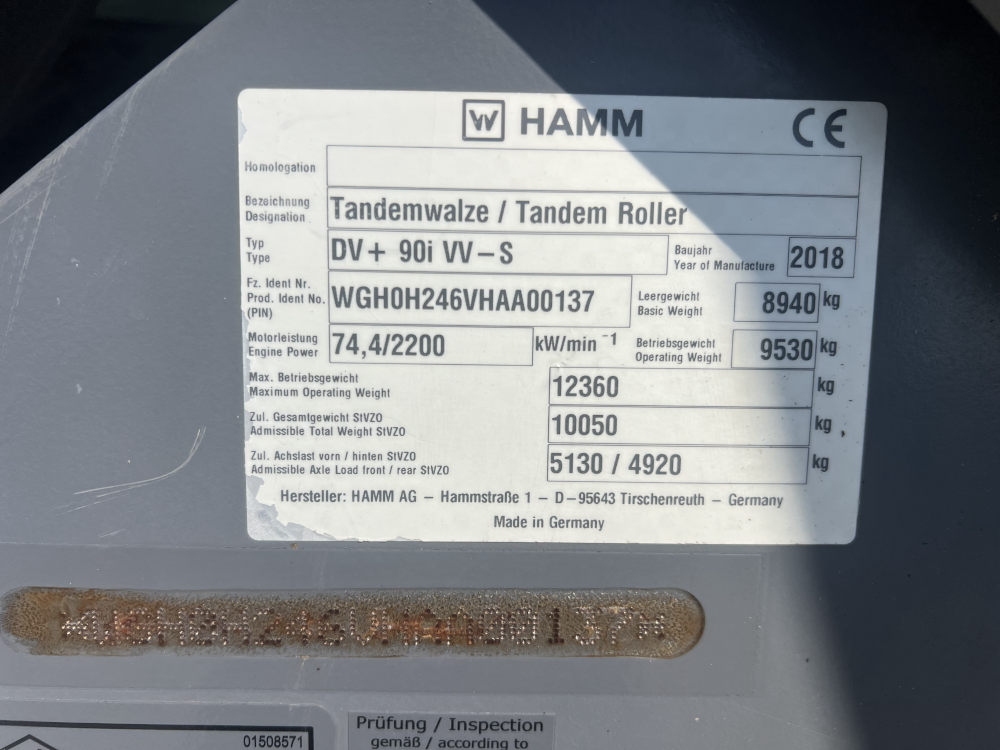 HAMM CE
Homologation
Bezeichnung
Designation
Tandemwalze / Tandem Roller
Typ
Type
DV+ 90i VV-S
Baujahr
Year of Manufacture
2018
Fz. Ident Nr.
Prod. Ident No.
(PIN)
WGH0H246VHAA00137
Leergewicht
Basic Weight
8940 kg
Motorleistung
Engine Power
74,4/2200 kW/min -1
Betriebsgewicht
Operating Weight
9530 kg
Max. Betriebsgewicht
Maximum Operating Weight
12360 kg
Zul. Gesamtgewicht StVZO
Admissible Total Weight StVZO
10050 kg
Zul. Achslast vorn / hinten StVZO
Admissible Axle Load front / rear StVZO
5130 / 4920 kg
Hersteller: HAMM AG – Hammstraße 1 – D–95643 Tirschenreuth – Germany
Made in Germany
*WGH0H246VHAA00137*
01508571
Prüfung / Inspection
gemäß / according to